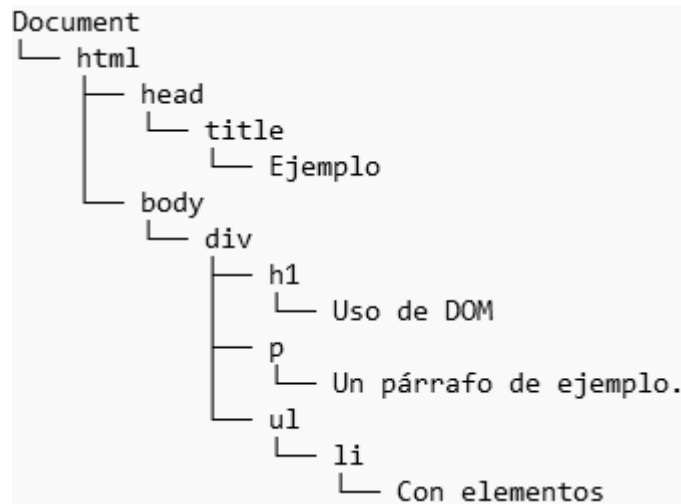 Document
└── html
├── head
└── title
└── Ejemplo
└── body
└── div
├── h1
└── Uso de DOM
├── p
└── Un párrafo de ejemplo.
└── ul
└── li
└── Con elementos